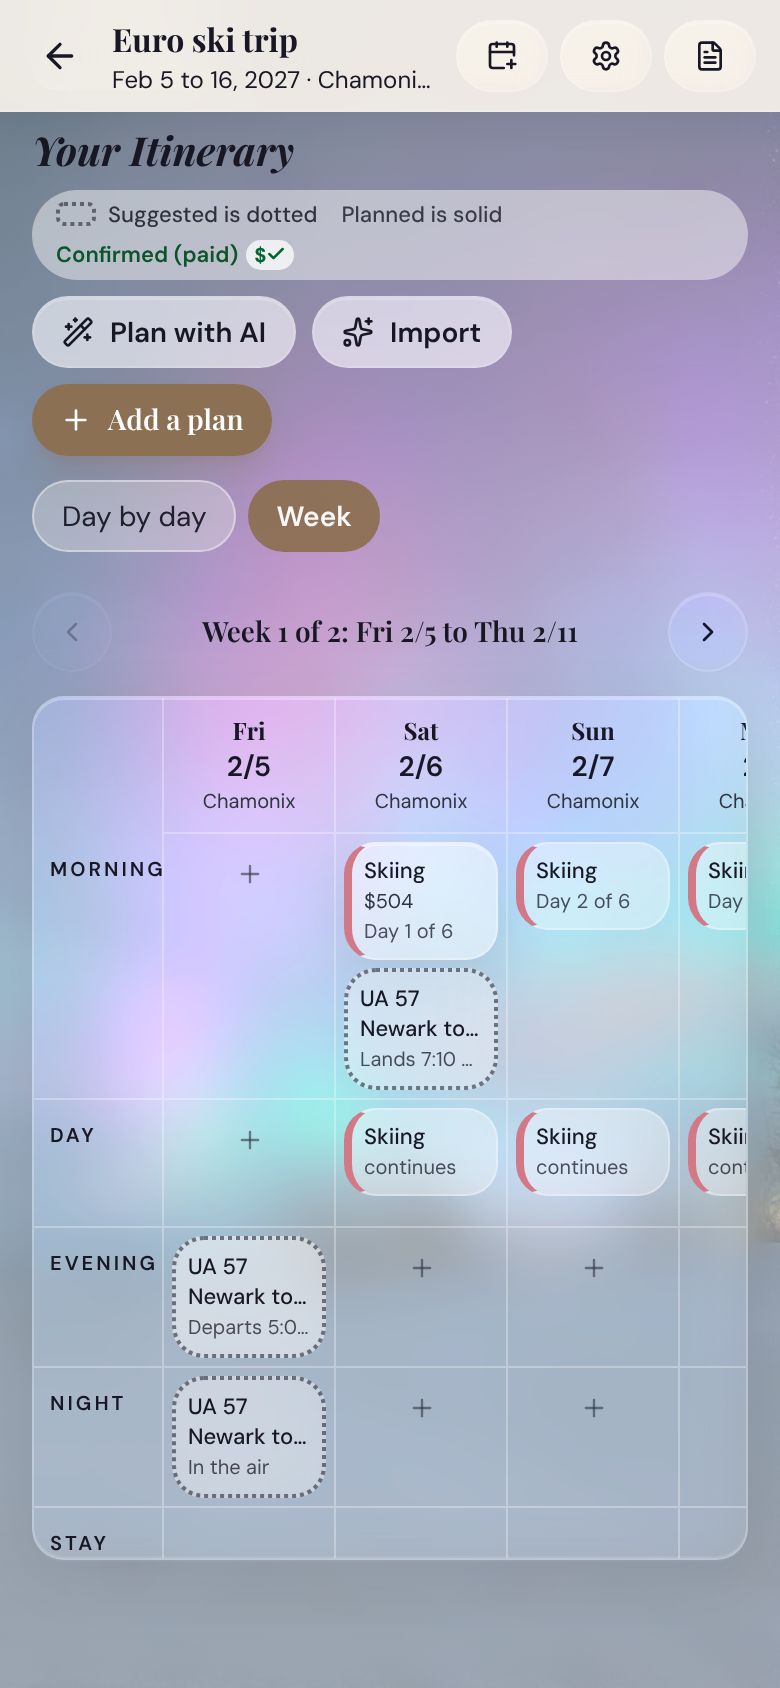 Euro ski trip
Feb 5 to 16, 2027 · Chamoni...
Your Itinerary
Suggested is dotted Planned is solid
Confirmed (paid) $✓
Plan with AI Import
+ Add a plan
Day by day Week
Week 1 of 2: Fri 2/5 to Thu 2/11
Fri Sat Sun
2/5 2/6 2/7
Chamonix Chamonix Chamonix
MORNING
+
Skiing
$504
Day 1 of 6
UA 57
Newark to...
Lands 7:10 ...
Skiing
Day 2 of 6
Day
DAY
+
Skiing
continues
Skiing
continues
EVENING
UA 57
Newark to...
Departs 5:0...
+ +
NIGHT
UA 57
Newark to...
In the air
+ +
STAY